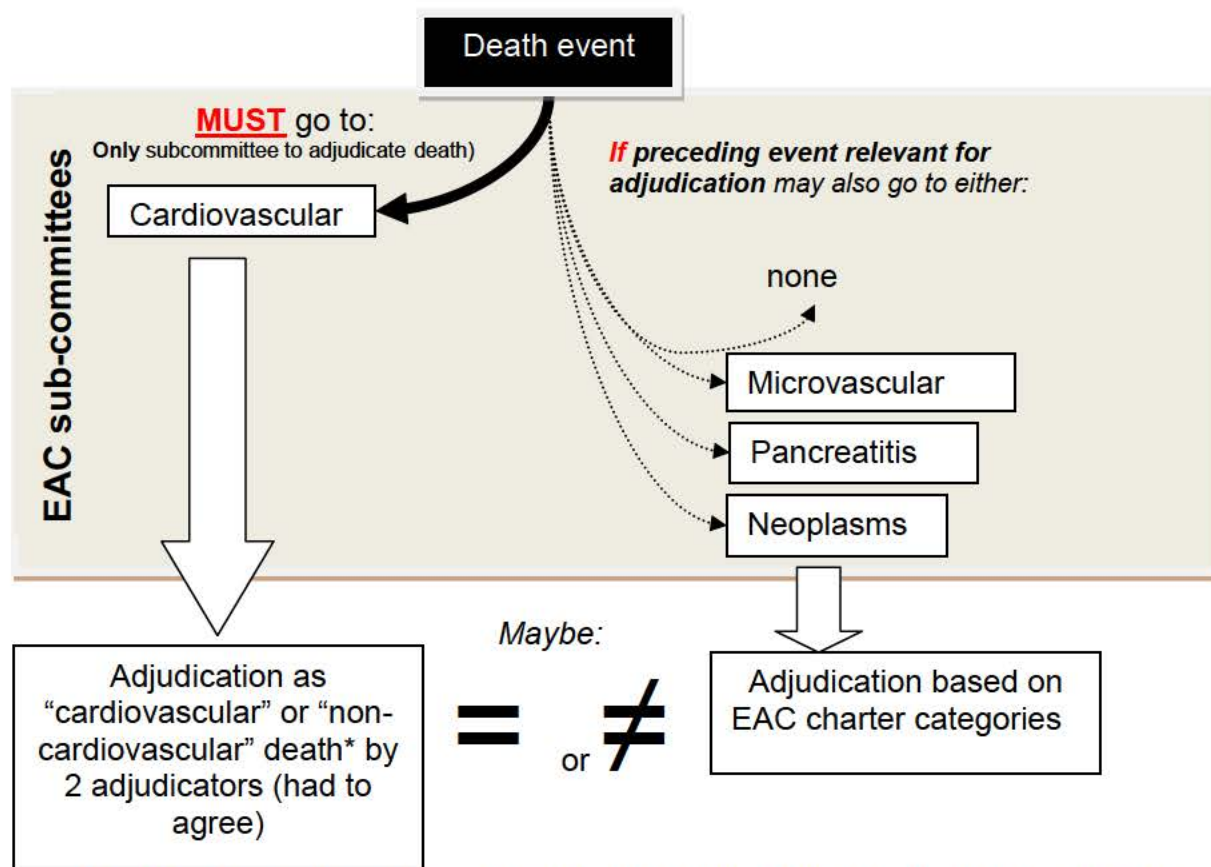 Death event
EAC sub-committees
MUST go to:
Only subcommittee to adjudicate death)
Cardiovascular
If preceding event relevant for
adjudication may also go to either:
none
Microvascular
Pancreatitis
Neoplasms
Adjudication as
“cardiovascular” or “non-
cardiovascular” death* by
2 adjudicators (had to
agree)
Maybe:
= or ≠
Adjudication based on
EAC charter categories